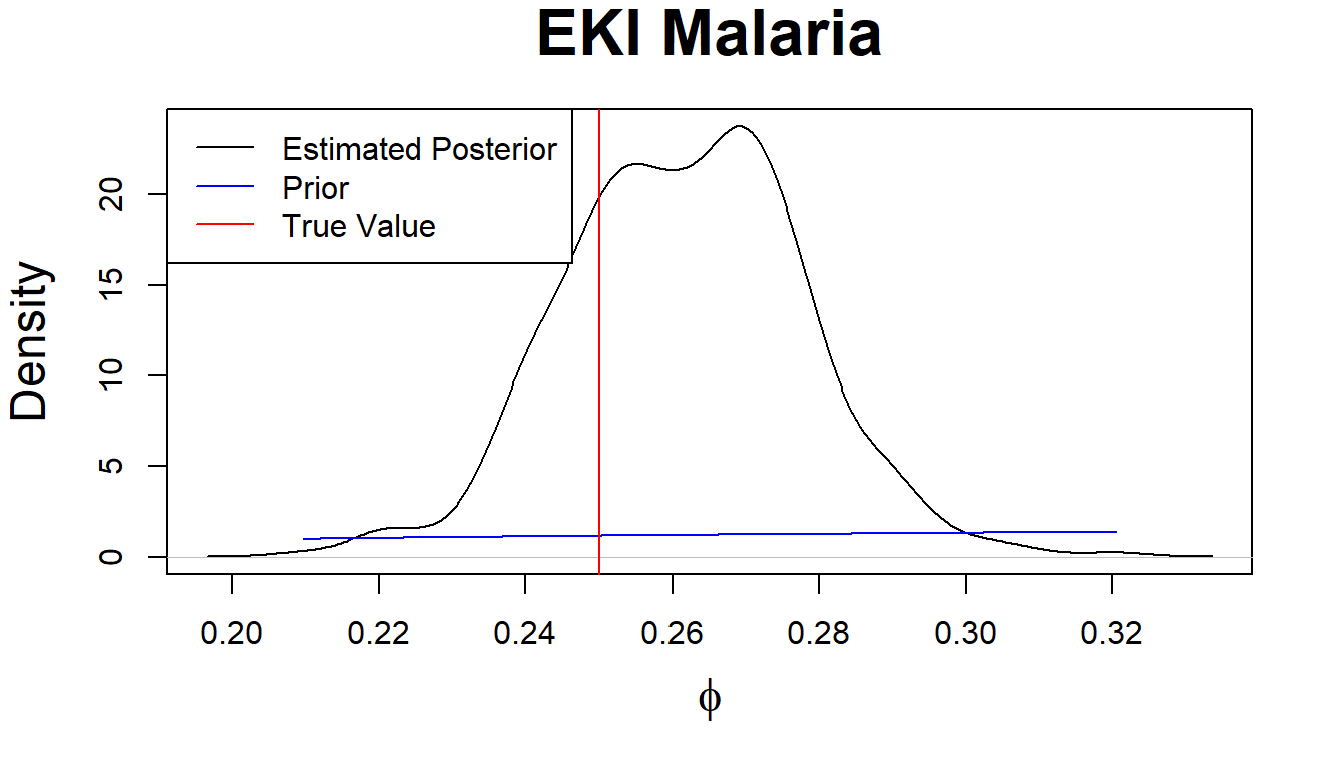 EKI Malaria
Estimated Posterior
Prior
True Value
Density
20
15
10
5
0
0.20 0.22 0.24 0.26 0.28 0.30 0.32
ϕ